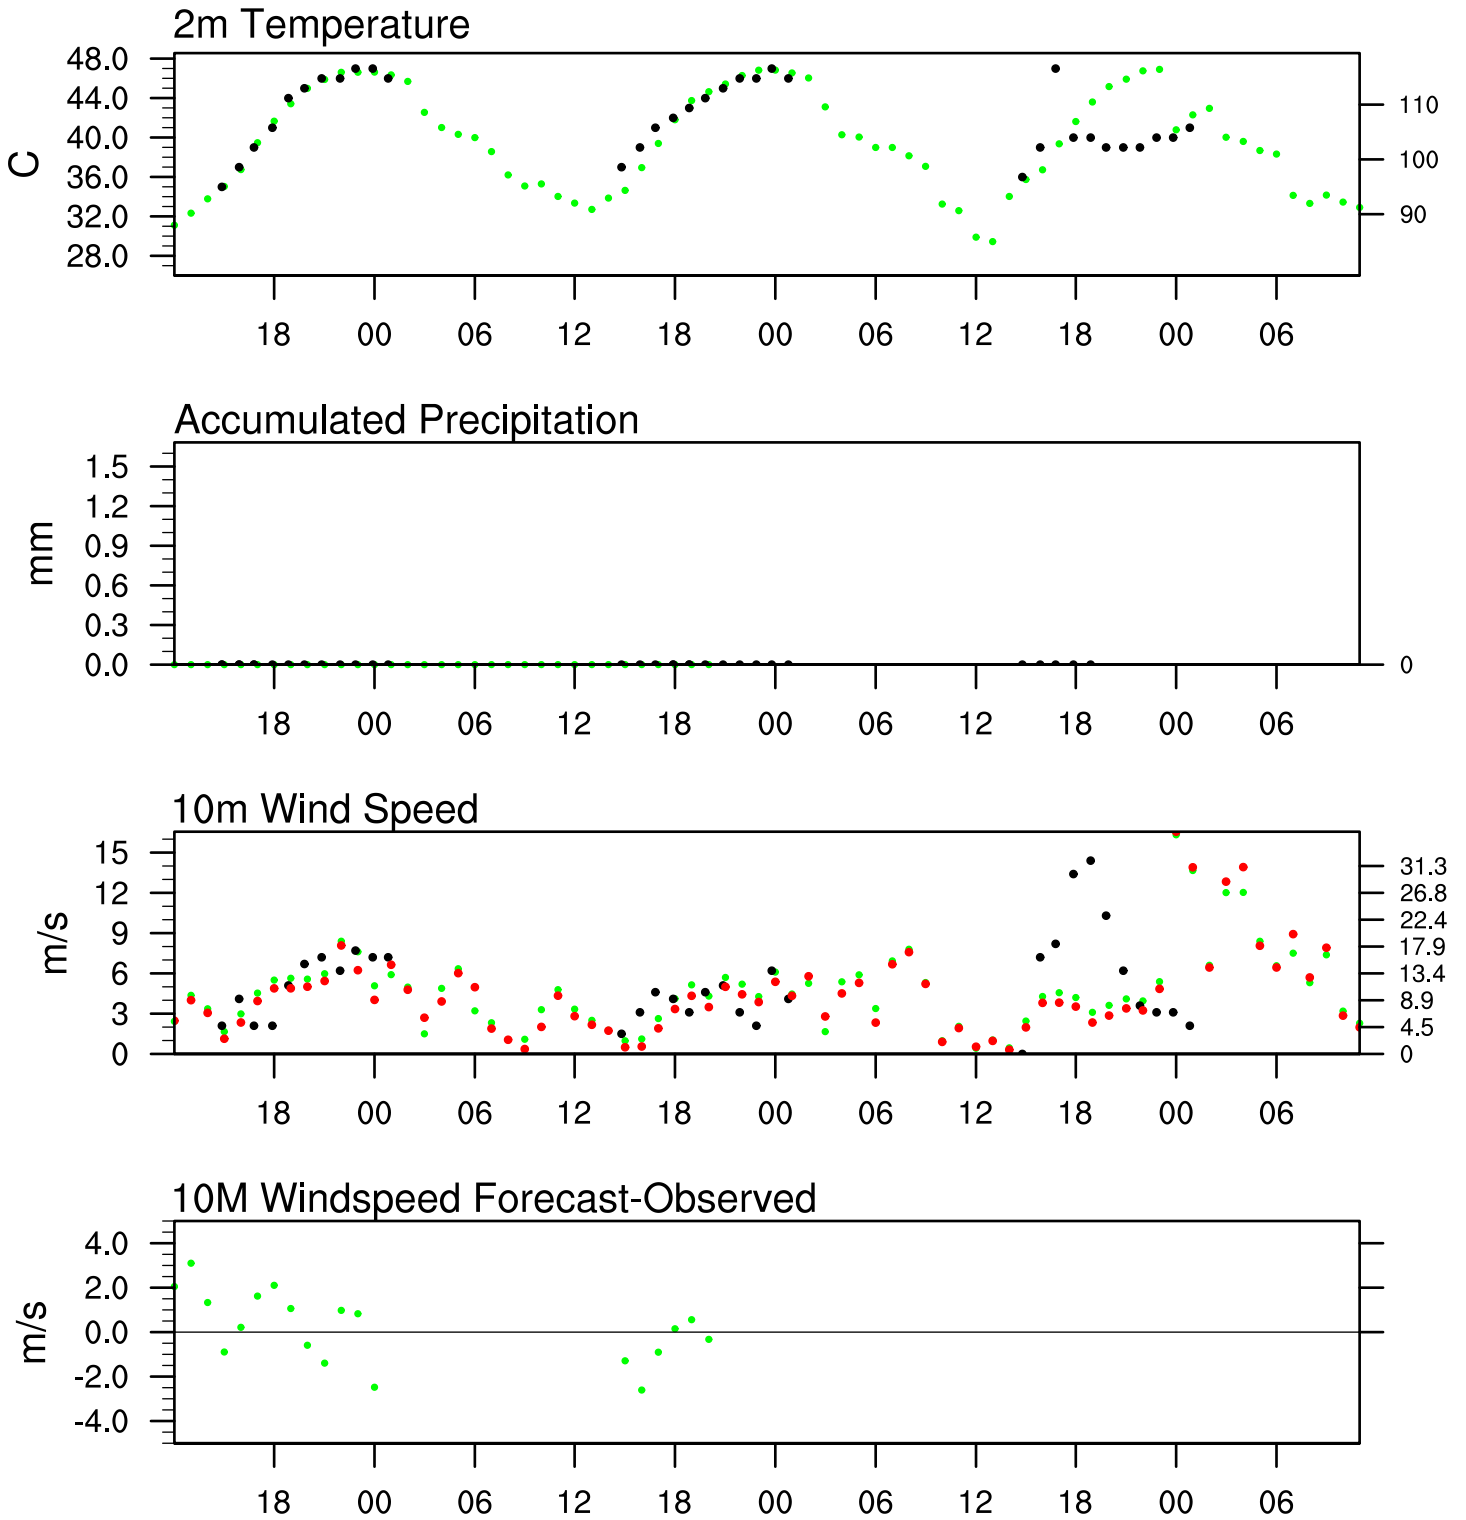 2m Temperature
48.0
44.0
40.0
36.0
32.0
28.0
C
110
100
90
18 00 06 12 18 00 06 12 18 00 06
Accumulated Precipitation
1.5
1.2
0.9
0.6
0.3
0.0
mm
0
18 00 06 12 18 00 06 12 18 00 06
10m Wind Speed
15
12
9
6
3
0
m/s
31.3
26.8
22.4
17.9
13.4
8.9
4.5
0
18 00 06 12 18 00 06 12 18 00 06
10M Windspeed Forecast-Observed
4.0
2.0
0.0
-2.0
-4.0
m/s
18 00 06 12 18 00 06 12 18 00 06